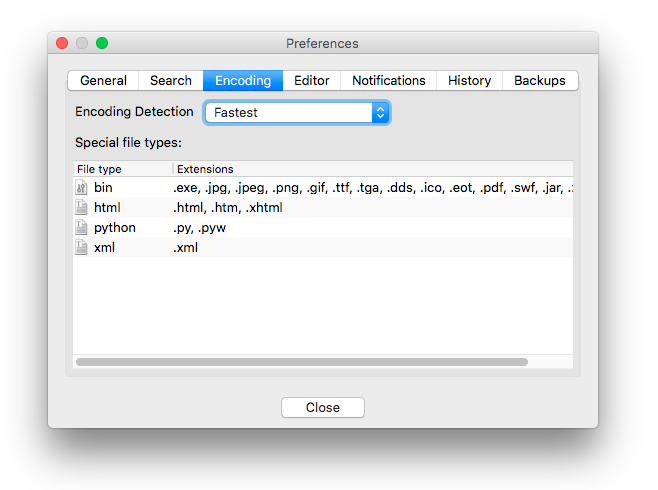 Preferences
General Search Encoding Editor Notifications History Backups
Encoding Detection Fastest
Special file types:
File type Extensions
bin .exe, .jpg, .jpeg, .png, .gif, .ttf, .tga, .dds, .ico, .eot, .pdf, .swf, .jar, 
html .html, .htm, .xhtml
python .py, .pyw
xml .xml
Close